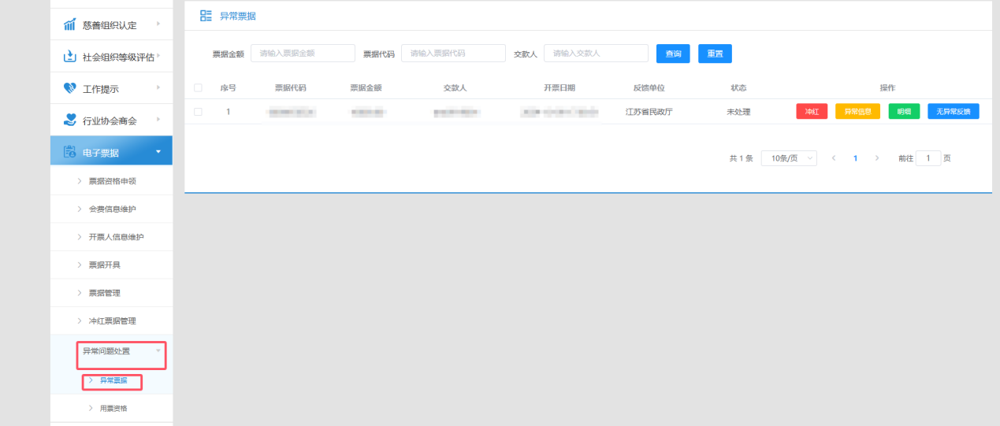 慈善组织认定
社会组织等级评估
工作提示
行业协会商会
电子票据
票据资格申领
会费信息维护
开票人信息维护
票据开具
票据管理
冲红票据管理
异常问题处置
异常票据
用票资格
异常票据
票据金额 请输入票据金额 票据代码 请输入票据代码 交款人 请输入交款人 查询 重置
序号 票据代码 票据金额 交款人 开票日期 反馈单位 状态 操作
1 江苏省民政厅 未处理 冲红 异常信息 明细 无异常反馈
共 1 条 10条/页 1 前往 1 页